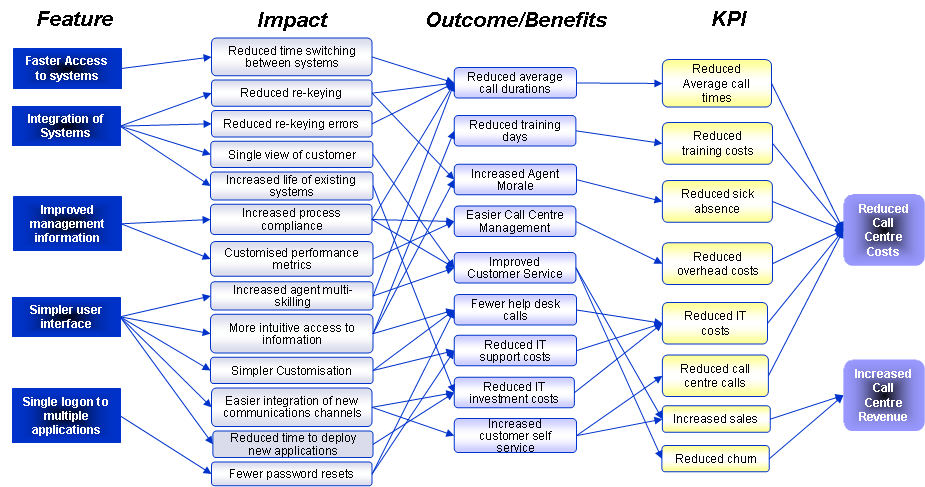 Feature
Impact
Outcome/Benefits
KPI
Faster Access
to systems
Integration of
Systems
Improved
management
information
Simpler user
interface
Single logon to
multiple
applications
Reduced time switching
between systems
Reduced re-keying
Reduced re-keying errors
Single view of customer
Increased life of existing
systems
Increased process
compliance
Customised performance
metrics
Increased agent multi-
skilling
More intuitive access to
information
Simpler Customisation
Easier integration of new
communications channels
Reduced time to deploy
new applications
Fewer password resets
Reduced average
call durations
Reduced training
days
Increased Agent
Morale
Easier Call Centre
Management
Improved
Customer Service
Fewer help desk
calls
Reduced IT
support costs
Reduced IT
investment costs
Increased
customer self
service
Reduced
Average call
times
Reduced
training costs
Reduced sick
absence
Reduced
overhead costs
Reduced IT
costs
Reduced call
centre calls
Increased sales
Reduced churn
Reduced
Call
Centre
Costs
Increased
Call
Centre
Revenue